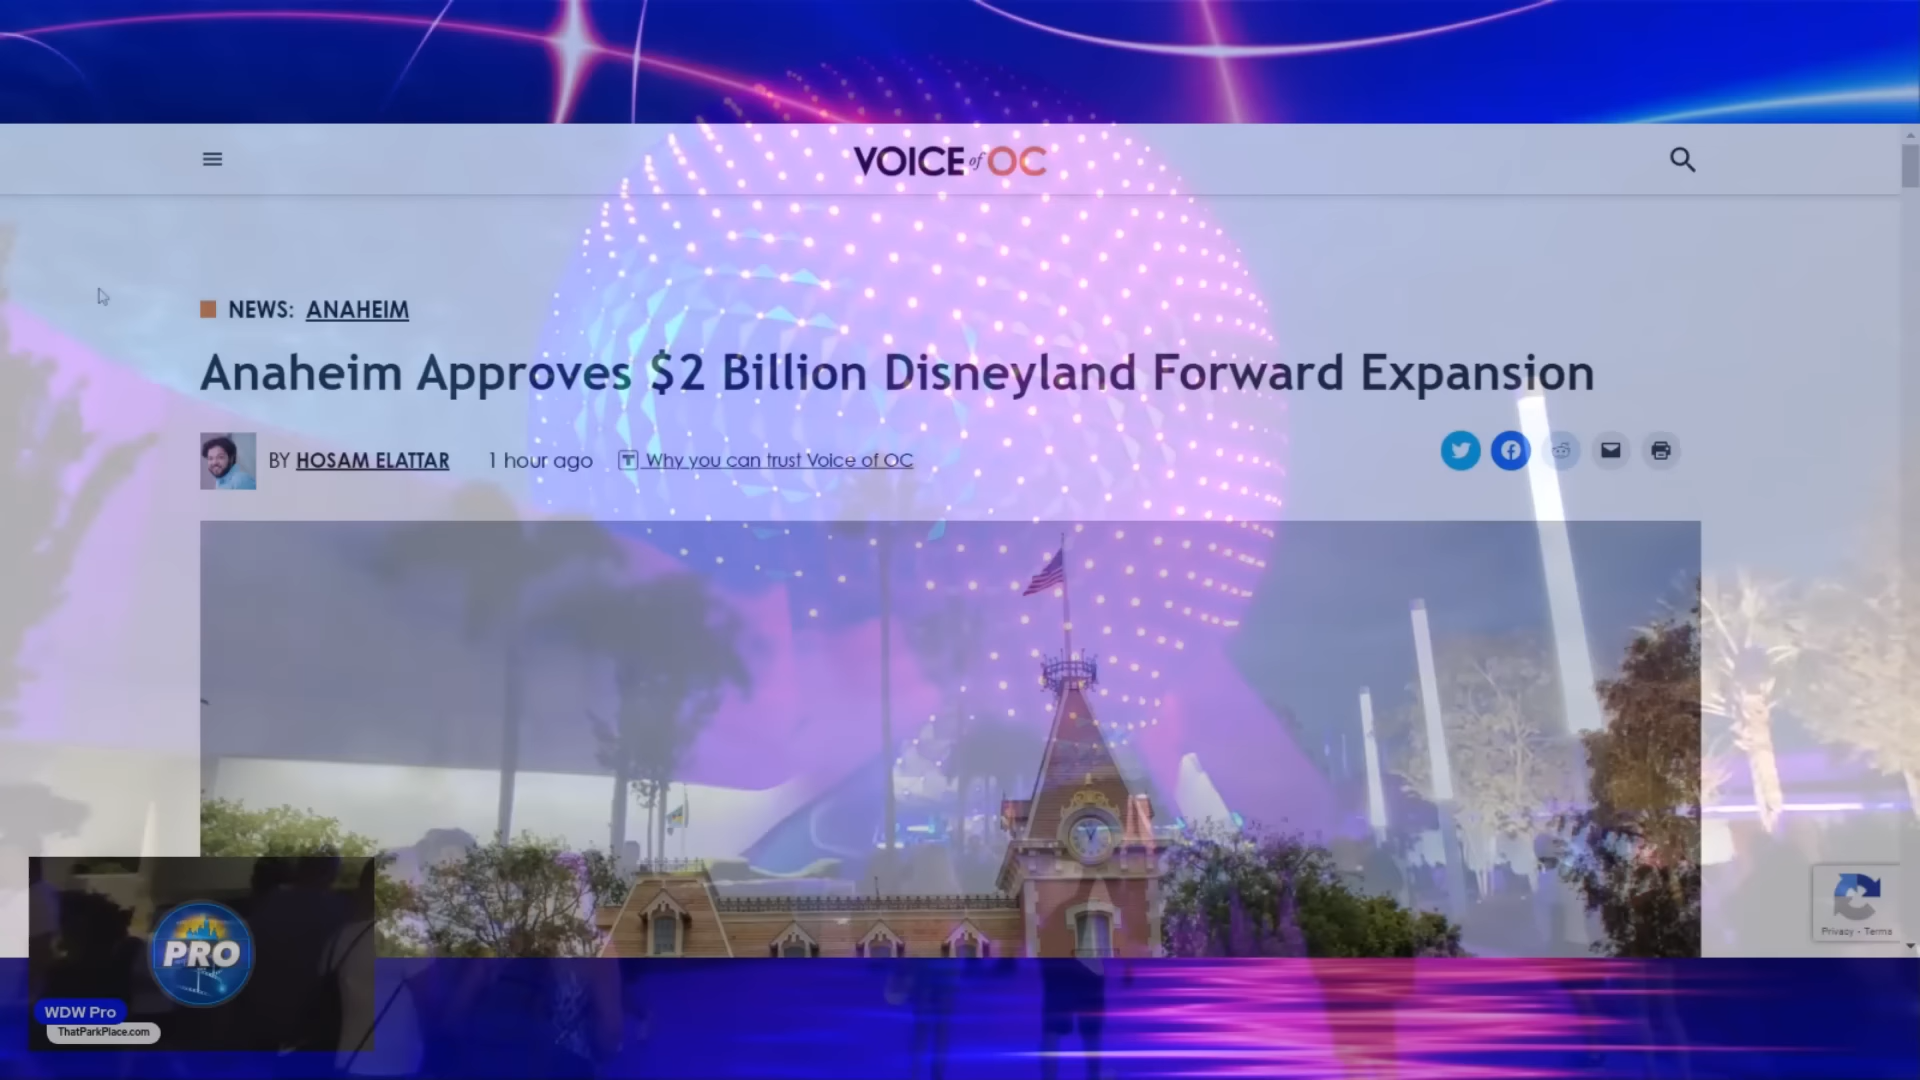 VOICE of OC
NEWS: ANAHEIM
Anaheim Approves $2 Billion Disneyland Forward Expansion
BY HOSAM ELATTAR 1 hour ago T Why you can trust Voice of OC
PRO
WDW Pro
ThatParkPlace.com
Privacy - Terms